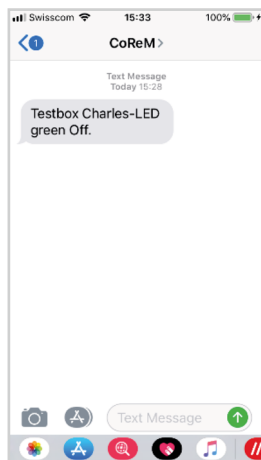 Swisscom 15:33 100%
1 CoReM >
Text Message
Today 15:28
Testbox Charles-LED
green Off.
Text Message